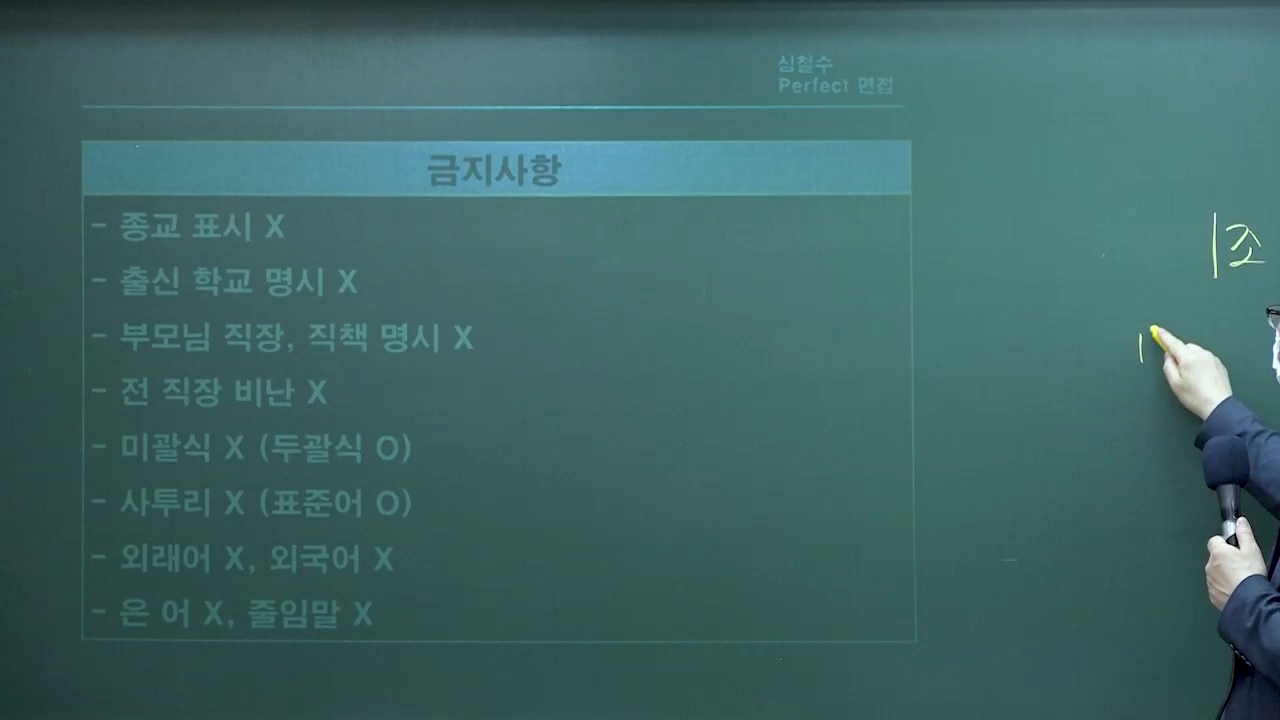 심철수
Perfect 면접
금지사항
- 종교 표시 X
- 출신 학교 명시 X
- 부모님 직장, 직책 명시 X
- 전 직장 비난 X
- 미괄식 X (두괄식 O)
- 사투리 X (표준어 O)
- 외래어 X, 외국어 X
- 은 어 X, 줄임말 X
1조
1